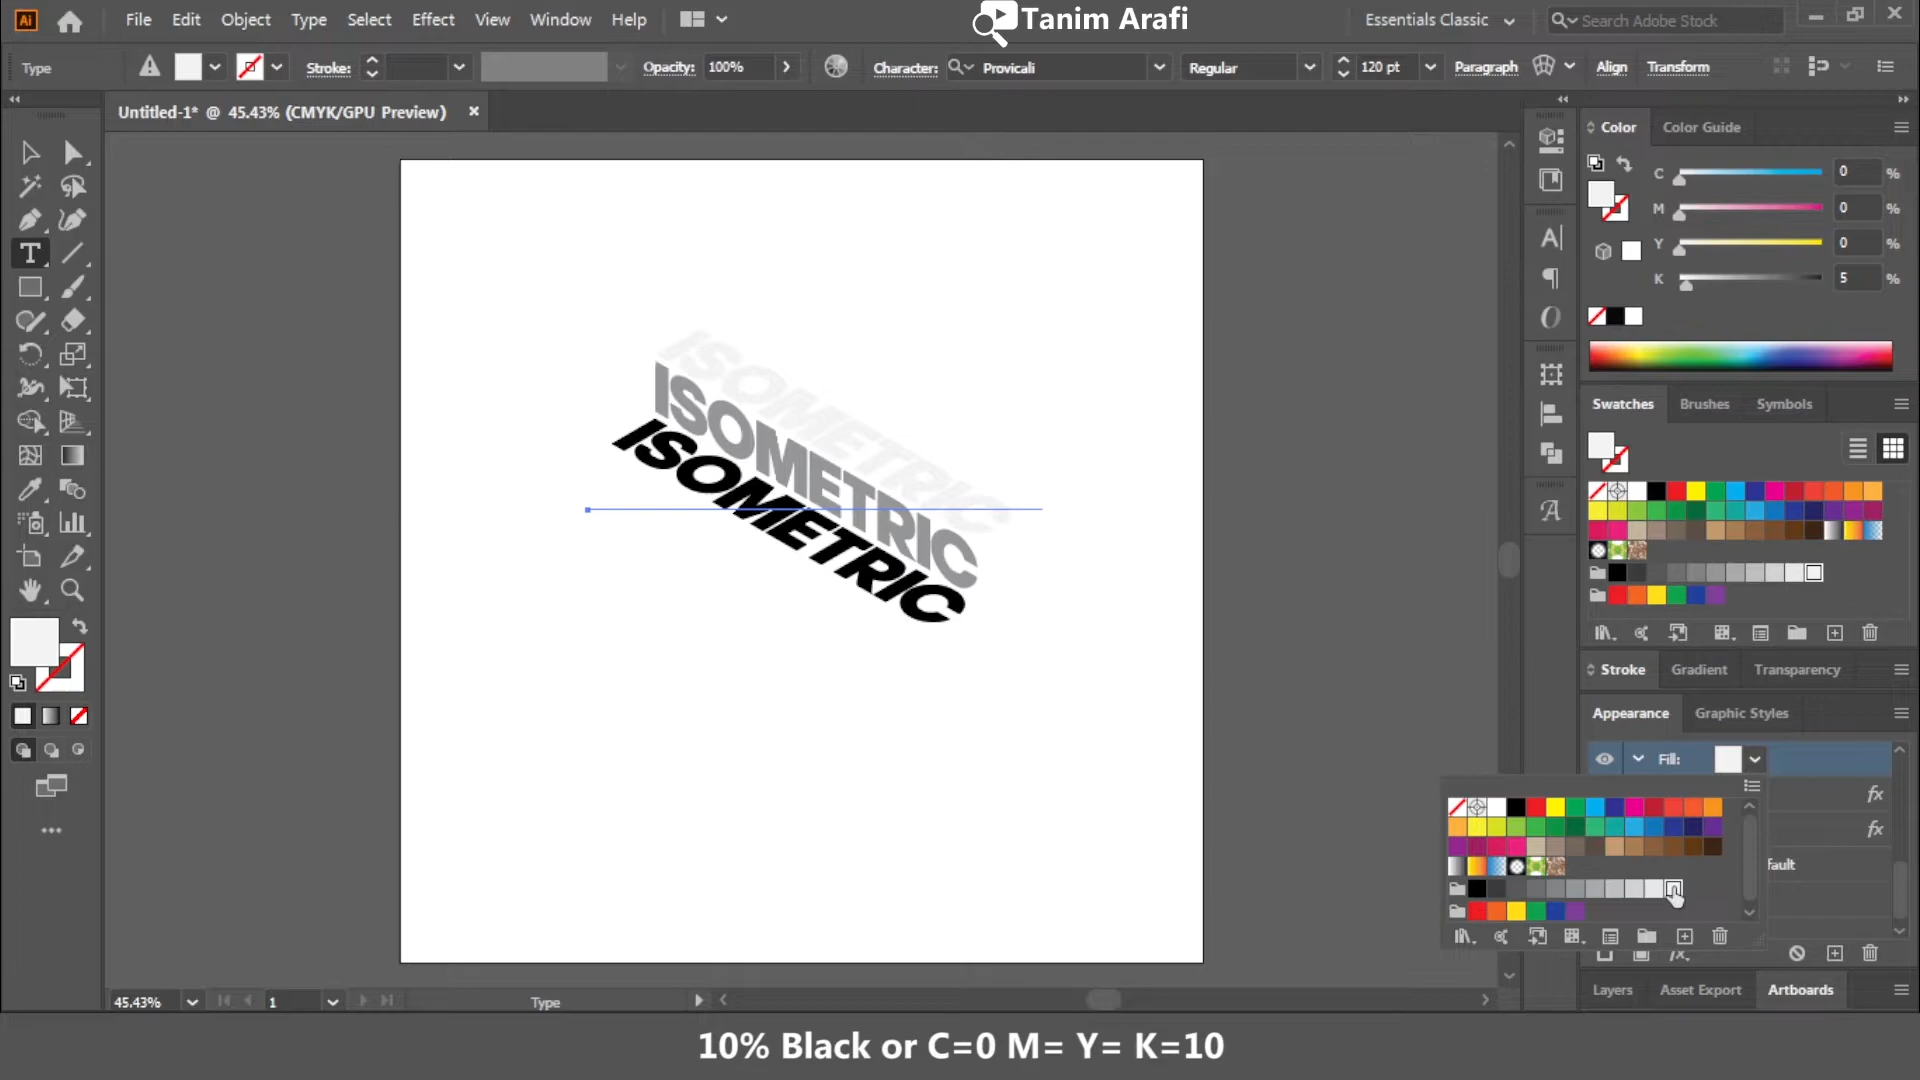 Ai File Edit Object Type Select Effect View Window Help Tanim Arafi Essentials Classic Search Adobe Stock
Type Stroke: Opacity: 100% Character: Provicali Regular 120 pt Paragraph Align Transform
Untitled-1* @ 45.43% (CMYK/GPU Preview) ×
Color Color Guide
C 0 %
M 0 %
Y 0 %
K 5 %
ISOMETRIC
ISOMETRIC
ISOMETRIC
Swatches Brushes Symbols
Stroke Gradient Transparency
Appearance Graphic Styles
Fill:
fx
fx
fault
45.43% 1 Type
Layers Asset Export Artboards
10% Black or C=0 M= Y= K=10